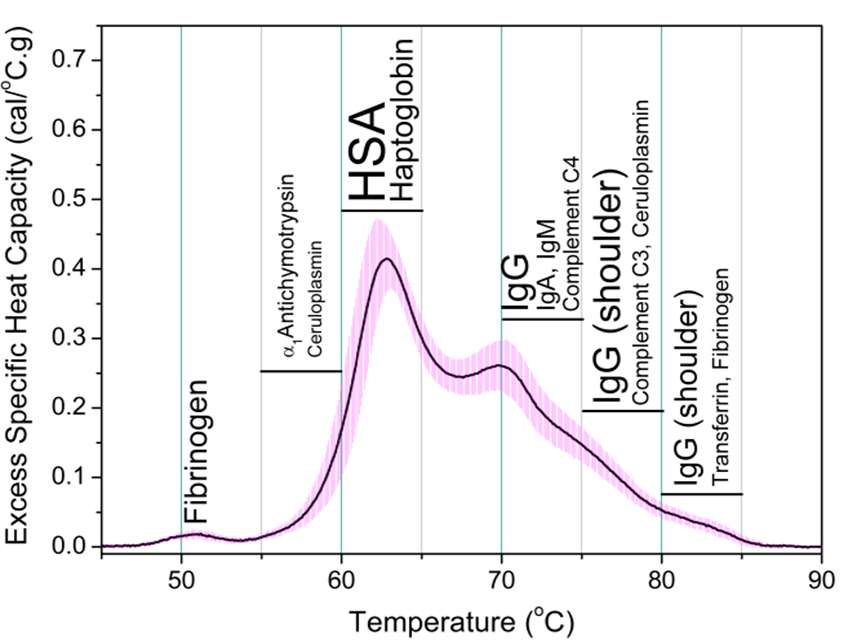 Excess Specific Heat Capacity (cal/°C.g)
0.7
0.6
0.5
0.4
0.3
0.2
0.1
0.0
Fibrinogen
α₁Antichymotrypsin
Ceruloplasmin
HSA
Haptoglobin
IgG
IgA, IgM
Complement C4
IgG (shoulder)
Complement C3, Ceruloplasmin
IgG (shoulder)
Transferrin, Fibrinogen
50
60
70
80
90
Temperature (°C)